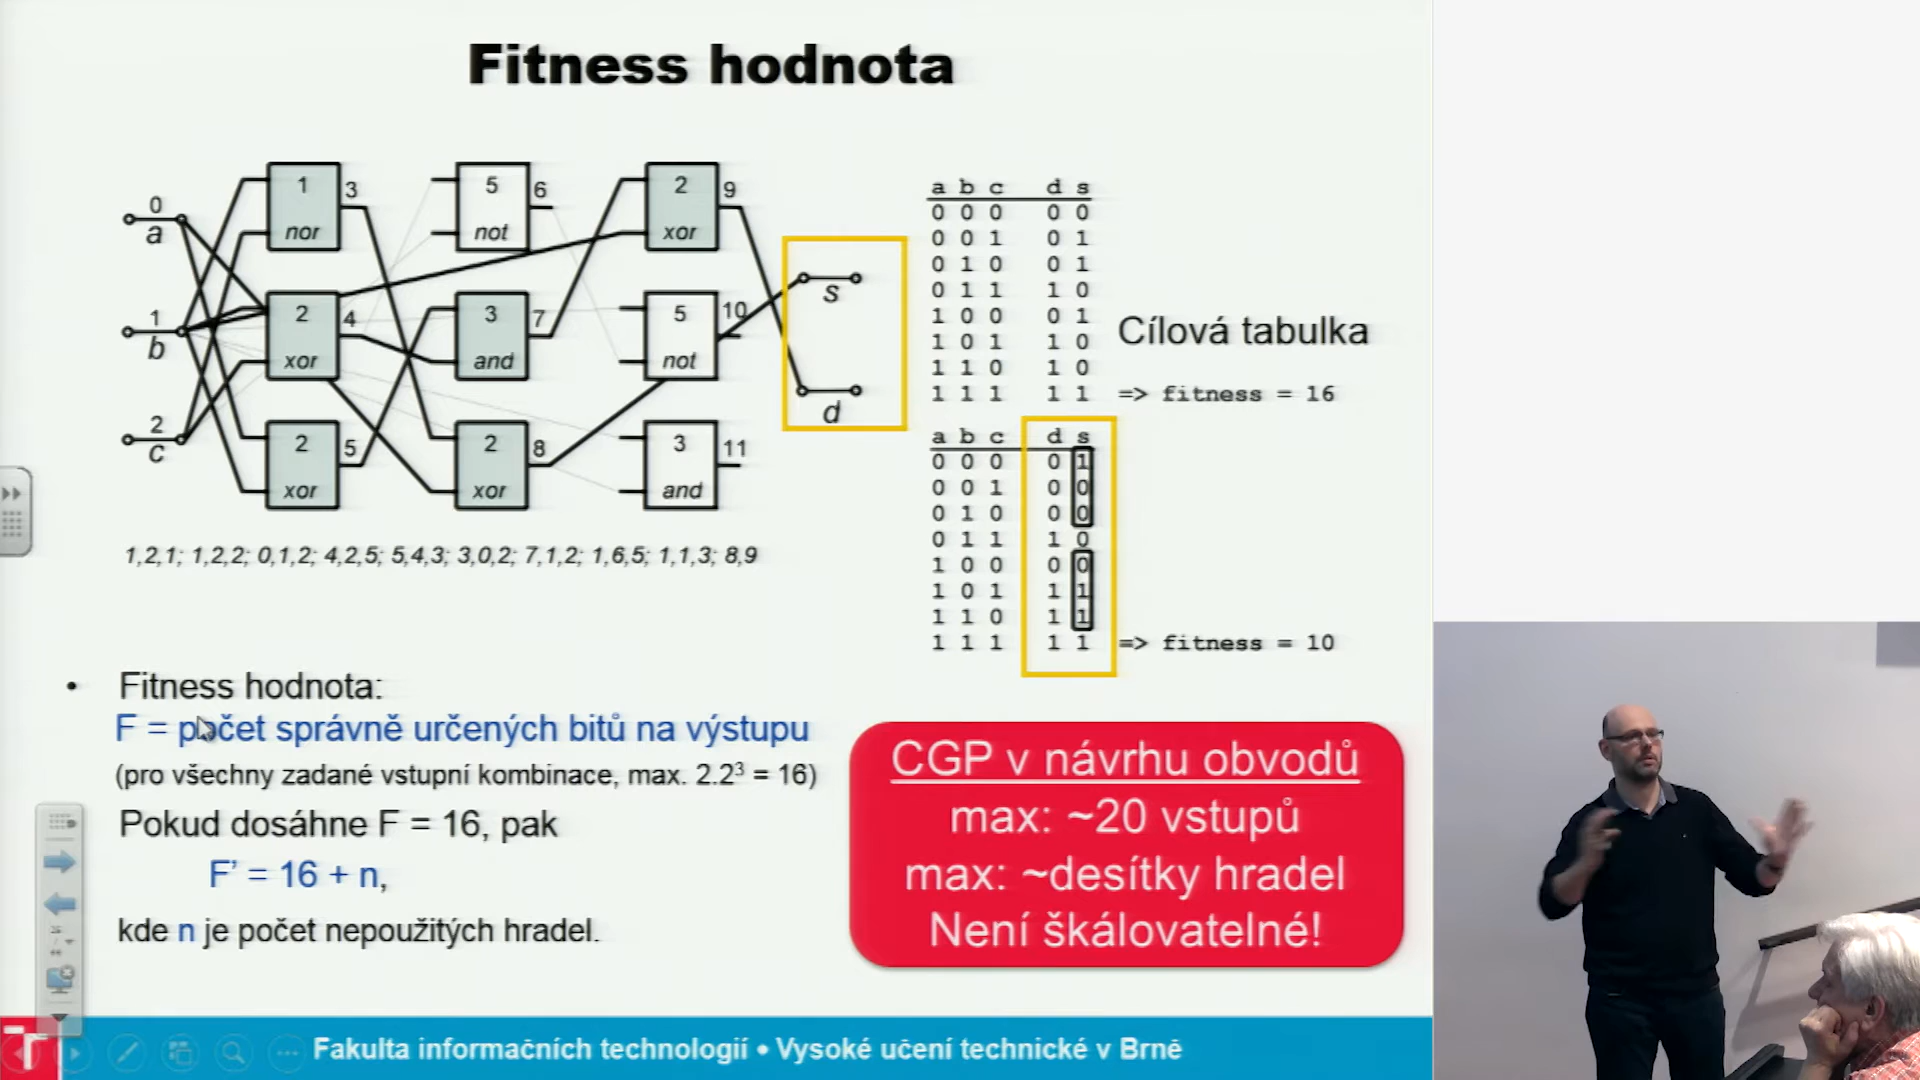 Fitness hodnota
0 a
1 b
2 c
1 nor 3
2 xor 4
2 xor 5
5 not 6
3 and 7
2 xor 8
2 xor 9
5 not 10
3 and 11
s
d
1,2,1; 1,2,2; 0,1,2; 4,2,5; 5,4,3; 3,0,2; 7,1,2; 1,6,5; 1,1,3; 8,9
a b c d s
0 0 0 0 0
0 0 1 0 1
0 1 0 0 1
0 1 1 1 0
1 0 0 0 1
1 0 1 1 0
1 1 0 1 0
1 1 1 1 1 => fitness = 16
Cílová tabulka
a b c d s
0 0 0 0 1
0 0 1 0 0
0 1 0 0 0
0 1 1 1 0
1 0 0 0 0
1 0 1 1 1
1 1 0 1 1
1 1 1 1 1 => fitness = 10
• Fitness hodnota:
F = počet správně určených bitů na výstupu
(pro všechny zadané vstupní kombinace, max. 2.2³ = 16)
Pokud dosáhne F = 16, pak
F' = 16 + n,
kde n je počet nepoužitých hradel.
CGP v návrhu obvodů
max: ~20 vstupů
max: ~desítky hradel
Není škálovatelné!
Fakulta informačních technologií • Vysoké učení technické v Brně